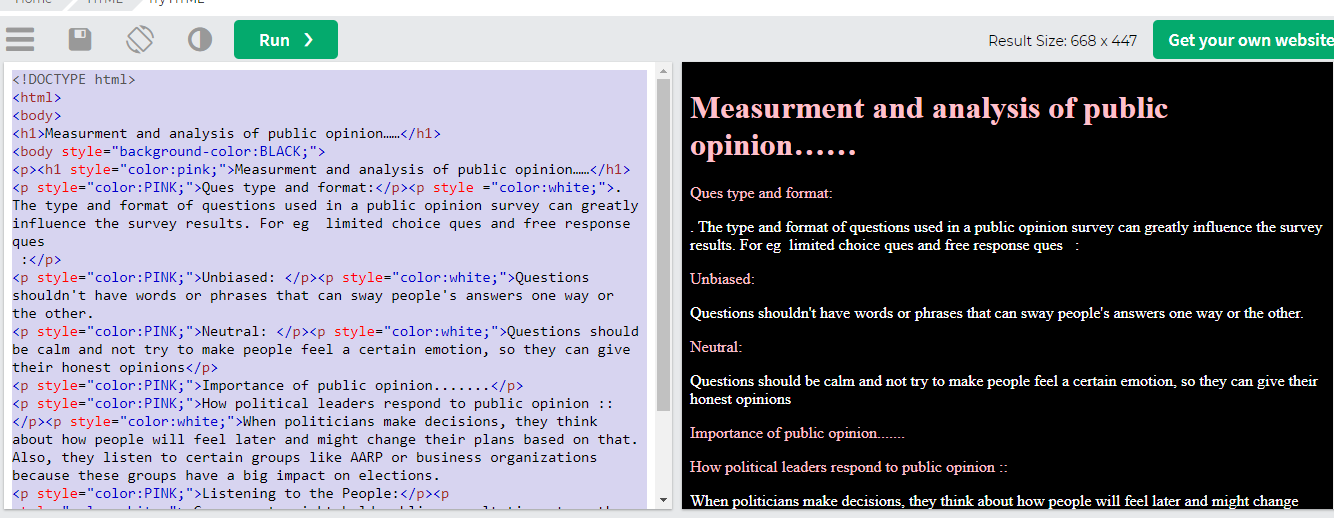 Home HTML Try HTML
Run ❯
Result Size: 668 x 447
Get your own website
<!DOCTYPE html>
<html>
<body>
<h1>Measurment and analysis of public opinion……</h1>
<body style="background-color:BLACK;">
<p><h1 style="color:pink;">Measurment and analysis of public opinion……</h1>
<p style="color:PINK;">Ques type and format:</p><p style ="color:white;">.
The type and format of questions used in a public opinion survey can greatly
influence the survey results. For eg  limited choice ques and free response
ques
 :</p>
<p style="color:PINK;">Unbiased: </p><p style="color:white;">Questions
shouldn't have words or phrases that can sway people's answers one way or
the other.
<p style="color:PINK;">Neutral: </p><p style="color:white;">Questions should
be calm and not try to make people feel a certain emotion, so they can give
their honest opinions</p>
<p style="color:PINK;">Importance of public opinion.......</p>
<p style="color:PINK;">How political leaders respond to public opinion ::
</p><p style="color:white;">When politicians make decisions, they think
about how people will feel later and might change their plans based on that.
Also, they listen to certain groups like AARP or business organizations
because these groups have a big impact on elections.
<p style="color:PINK;">Listening to the People:</p><p
Measurment and analysis of public
opinion……
Ques type and format:
. The type and format of questions used in a public opinion survey can greatly influence the survey
results. For eg  limited choice ques and free response ques   :
Unbiased:
Questions shouldn't have words or phrases that can sway people's answers one way or the other.
Neutral:
Questions should be calm and not try to make people feel a certain emotion, so they can give their
honest opinions
Importance of public opinion.......
How political leaders respond to public opinion ::
When politicians make decisions, they think about how people will feel later and might change